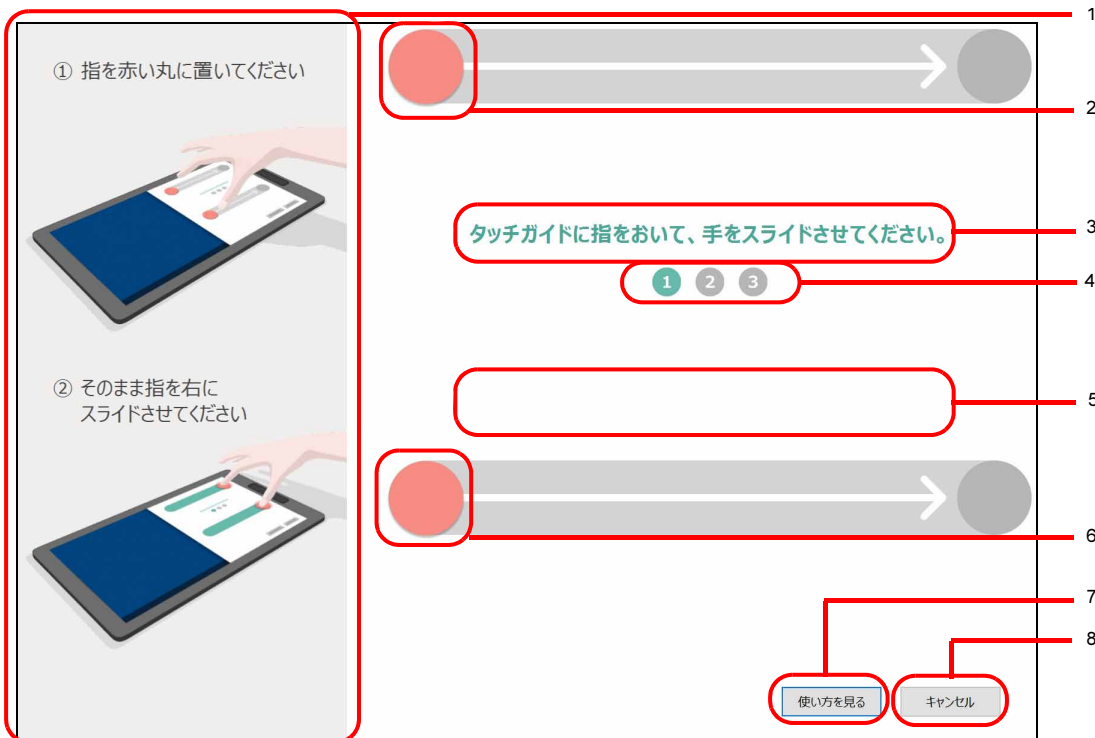 ① 指を赤い丸に置いてください
② そのまま指を右に
スライドさせてください
タッチガイドに指をおいて、手をスライドさせてください。
1 2 3
使い方を見る
キャンセル
1
2
3
4
5
6
7
8